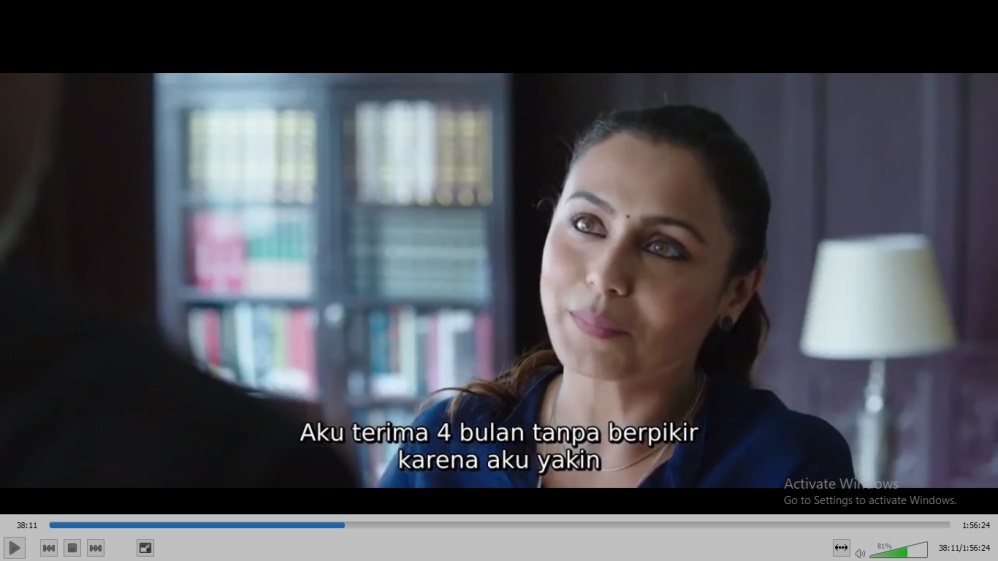 Aku terima 4 bulan tanpa berpikir
karena aku yakin
Activate Windows
Go to Settings to activate Windows.
38:11
1:56:24
81%
38:11/1:56:24